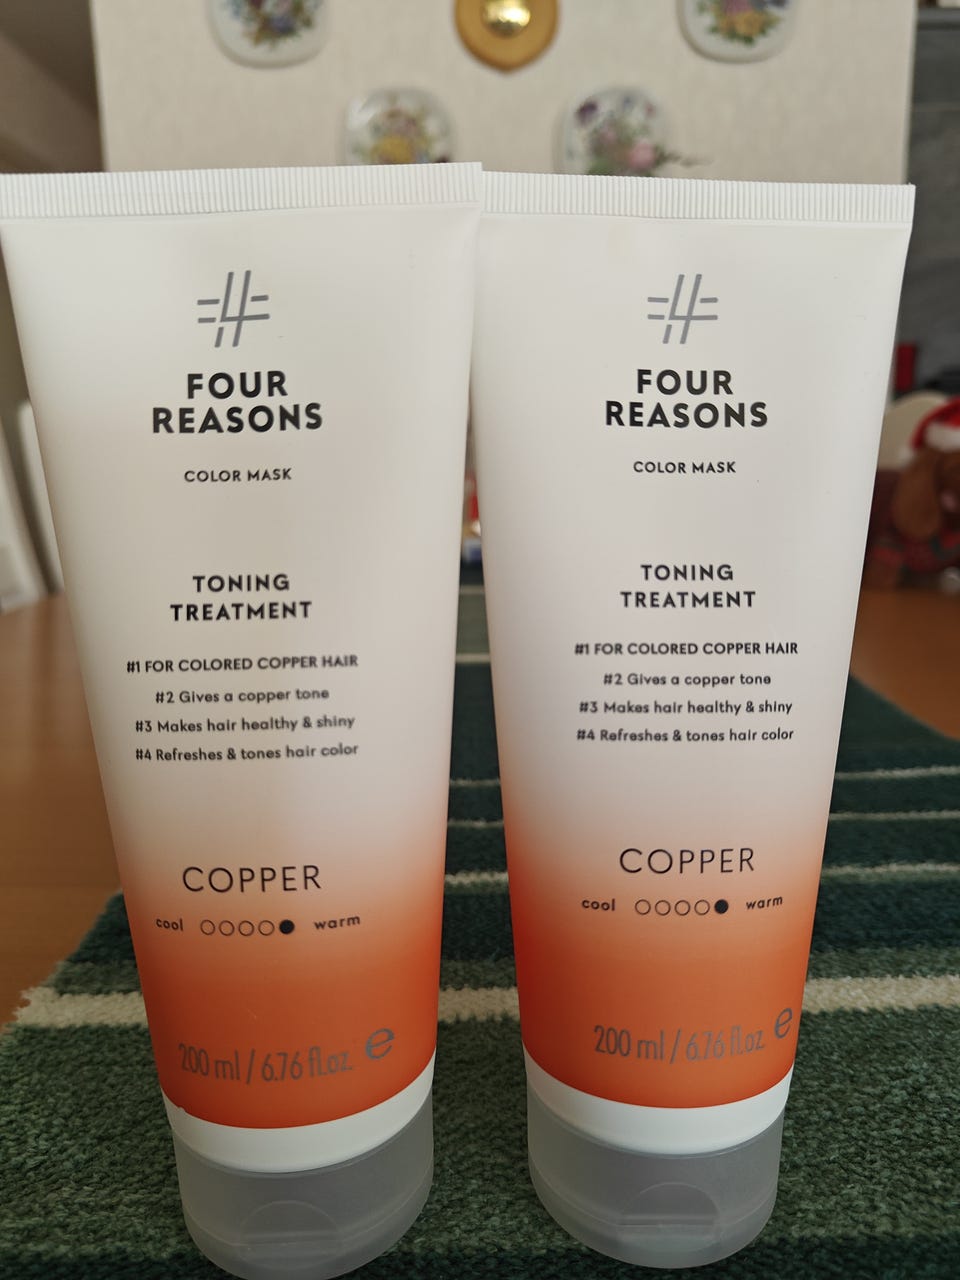 FOUR
REASONS
COLOR MASK
TONING
TREATMENT
#1 FOR COLORED COPPER HAIR
#2 Gives a copper tone
#3 Makes hair healthy & shiny
#4 Refreshes & tones hair color
COPPER
cool warm
200 ml / 6.76 fl.oz. e
FOUR
REASONS
COLOR MASK
TONING
TREATMENT
#1 FOR COLORED COPPER HAIR
#2 Gives a copper tone
#3 Makes hair healthy & shiny
#4 Refreshes & tones hair color
COPPER
cool warm
200 ml / 6.76 fl.oz. e